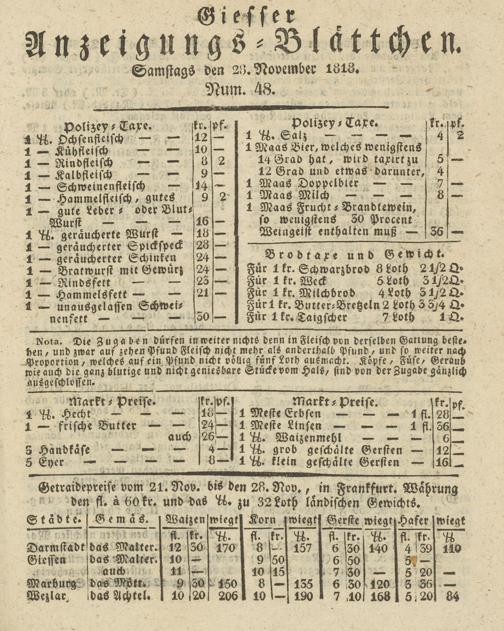 Giesser
Anzeigungs-Blättchen.
Samstags den 28. November 1818.
Num. 48.
Polizey-Taxe. kr. pf.
1 ℔. Ochsenfleisch — — 12 —
1 — Kühfleisch — — 10 —
1 — Rindfleisch — — 8 2
1 — Kalbfleisch — — 9 —
1 — Schweinenfleisch — 14 —
1 — Hammelfleisch, gutes 9 2
1 — gute Leber- oder Blut-
Wurst — — 16 —
1 ℔. geräucherte Wurst — 18 —
1 — geräucherter Spickspeck 28 —
1 — geräucherter Schinken 24 —
1 — Bratwurst mit Gewürz 24 —
1 — Rindsfett — — 23 —
1 — Hammelsfett — — 21 —
1 — unausgelassen Schwei-
nenfett — — — 30 —
Polizey-Taxe. kr. pf.
1 ℔. Salz — — — — 4 2
1 Maas Bier, welches wenigstens
14 Grad hat, wird taxirt zu 5 —
12 Grad und etwas darunter, 4 —
1 Maas Doppelbier — — 7 —
1 Maas Milch — — — 8 —
1 Maas Frucht-Brandtewein,
so wenigstens 30 Procent
Weingeist enthalten muß — 36 —
Brodtaxe und Gewicht.
Für 1 kr. Schwarzbrod 8 Loth 2 1/2 Q.
Für 1 kr. Weck 5 Loth 3 1/2 Q.
Für 1 kr. Milchbrod 4 Loth 3 1/2 Q.
Für 1 kr. Butter-Bretzeln 2 Loth 3 3/4 Q.
Für 1 kr. Taigscher 7 Loth 1 Q.
Nota. Die Zugaben dürfen in weiter nichts denn in Fleisch von derselben Gattung beste-
hen, und zwar auf zehen Pfund Fleisch nicht mehr als anderthalb Pfund, und so weiter nach
Proportion, welches auf ein Pfund nicht völlig fünf Loth ausmacht. Köpfe, Füse, Geraub
wie auch die ganz blutige und nicht geniesbare Stücke vom Hals, sind von der Zugabe gänzlich
ausgeschlossen.
Markt-Preise. kr. pf.
1 ℔. Hecht — — — 18 —
1 — frische Butter — — 24 —
auch 26 —
3 Handkäse — — — 4 —
5 Eyer — — — — 8 —
Markt-Preise. kr. pf.
1 Meste Erbsen — — — 1 fl. 28 —
1 Meste Linsen — — — 1 fl. 36 —
1 ℔. Waizenmehl — — — 6 —
1 ℔. grob geschälte Gersten — 12 —
1 ℔. klein geschälte Gersten — 16 —
Getraidepreise vom 21. Nov. bis den 28. Nov., in Frankfurt. Währung
den fl. à 60 kr. und das ℔. zu 32 Loth ländischen Gewichts.
Städte. Gemäs. Waizen wiegt Korn wiegt Gerste wiegt Hafer wiegt
fl. kr. ℔. fl. kr. ℔. fl. kr. ℔. fl. kr. ℔.
Darmstadt das Malter. 12 30 170 8 — 157 6 30 140 4 39 110
Giessen das Malter. 10 — 9 50 6 50 5 —
auch 11 — 10 15 7 30 5 20 —
Marburg das Mött. 9 30 150 8 — 135 6 30 120 3 36 —
Wezlar, das Achtel. 10 20 206 10 — 190 7 10 168 5 20 84